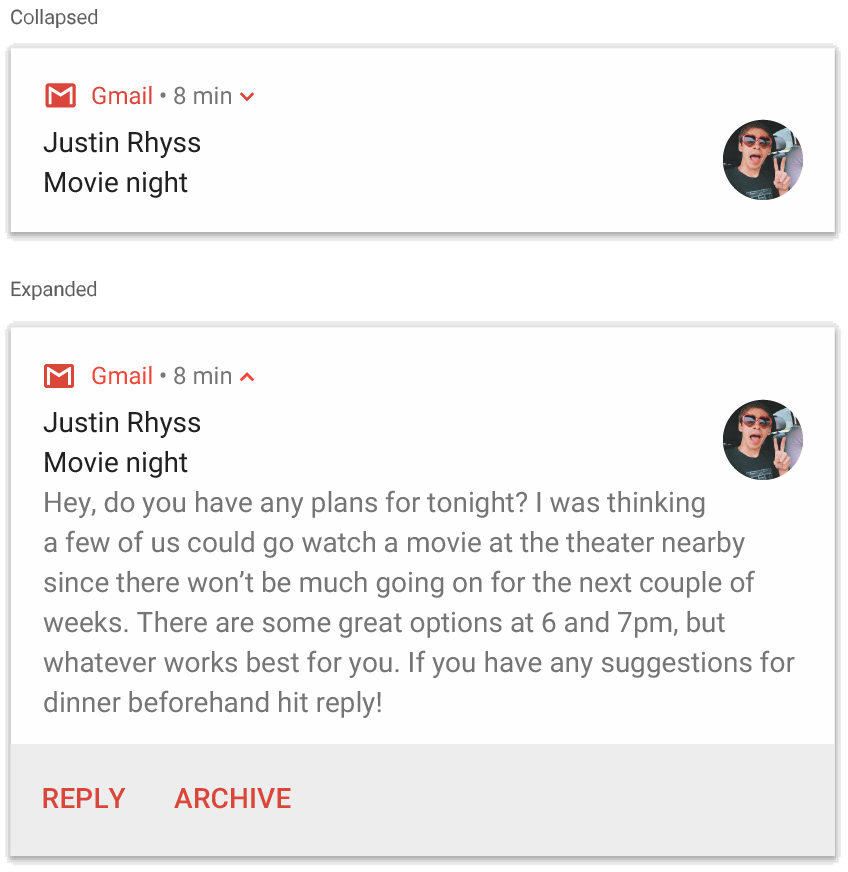 Collapsed
Gmail • 8 min
Justin Rhyss
Movie night
Expanded
Gmail • 8 min
Justin Rhyss
Movie night
Hey, do you have any plans for tonight? I was thinking
a few of us could go watch a movie at the theater nearby
since there won’t be much going on for the next couple of
weeks. There are some great options at 6 and 7pm, but
whatever works best for you. If you have any suggestions for
dinner beforehand hit reply!
REPLY ARCHIVE